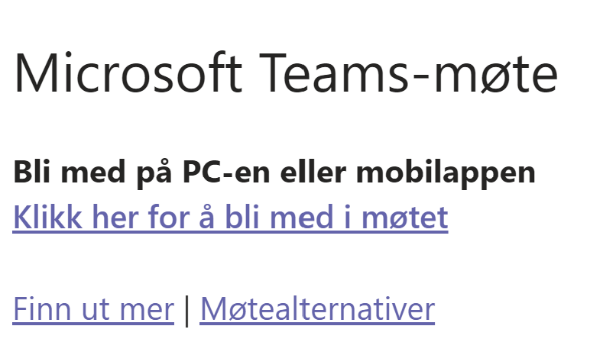 Microsoft Teams-møte
Bli med på PC-en eller mobilappen
Klikk her for å bli med i møtet
Finn ut mer | Møtealternativer